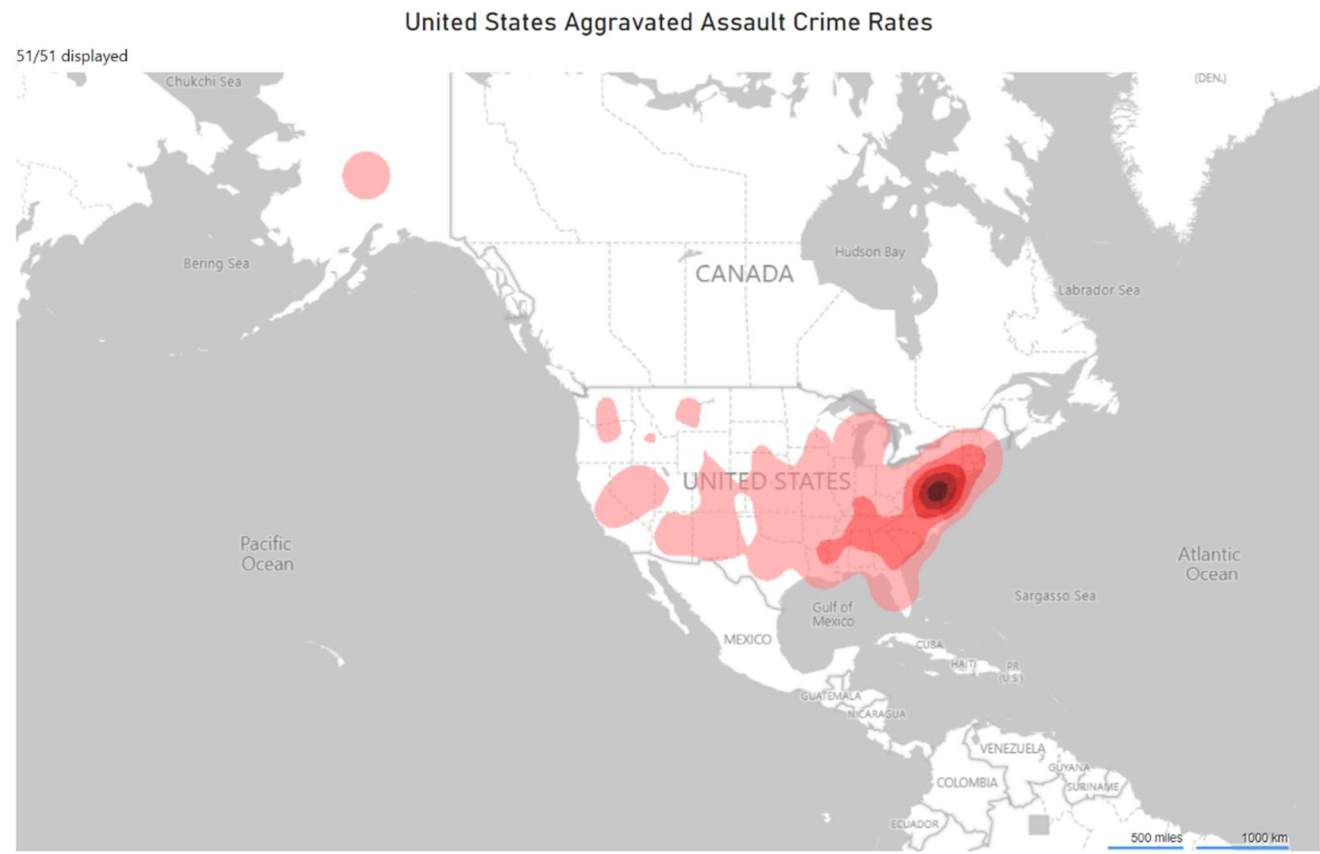 United States Aggravated Assault Crime Rates
51/51 displayed
Chukchi Sea
(DEN.)
Hudson Bay
Bering Sea
CANADA
Labrador Sea
UNITED STATES
Pacific
Ocean
Atlantic
Ocean
Sargasso Sea
Gulf of
Mexico
MEXICO
CUBA
HAITI
PR
(U.S.)
GUATEMALA
NICARAGUA
VENEZUELA
GUYANA
COLOMBIA
SURINAME
ECUADOR
500 miles
1000 km